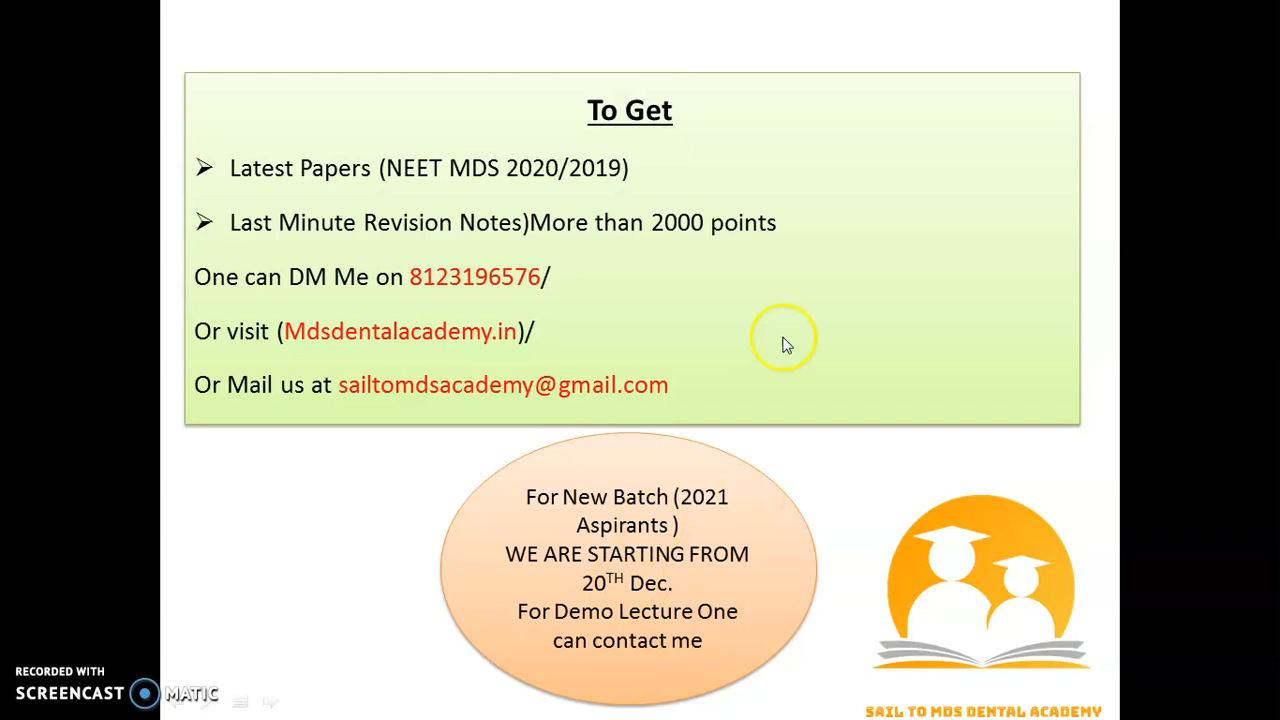 To Get
➢ Latest Papers (NEET MDS 2020/2019)
➢ Last Minute Revision Notes)More than 2000 points
One can DM Me on 8123196576/
Or visit (Mdsdentalacademy.in)/
Or Mail us at sailtomdsacademy@gmail.com
For New Batch (2021
Aspirants )
WE ARE STARTING FROM
20TH Dec.
For Demo Lecture One
can contact me
SAIL TO MDS DENTAL ACADEMY
RECORDED WITH
SCREENCAST MATIC